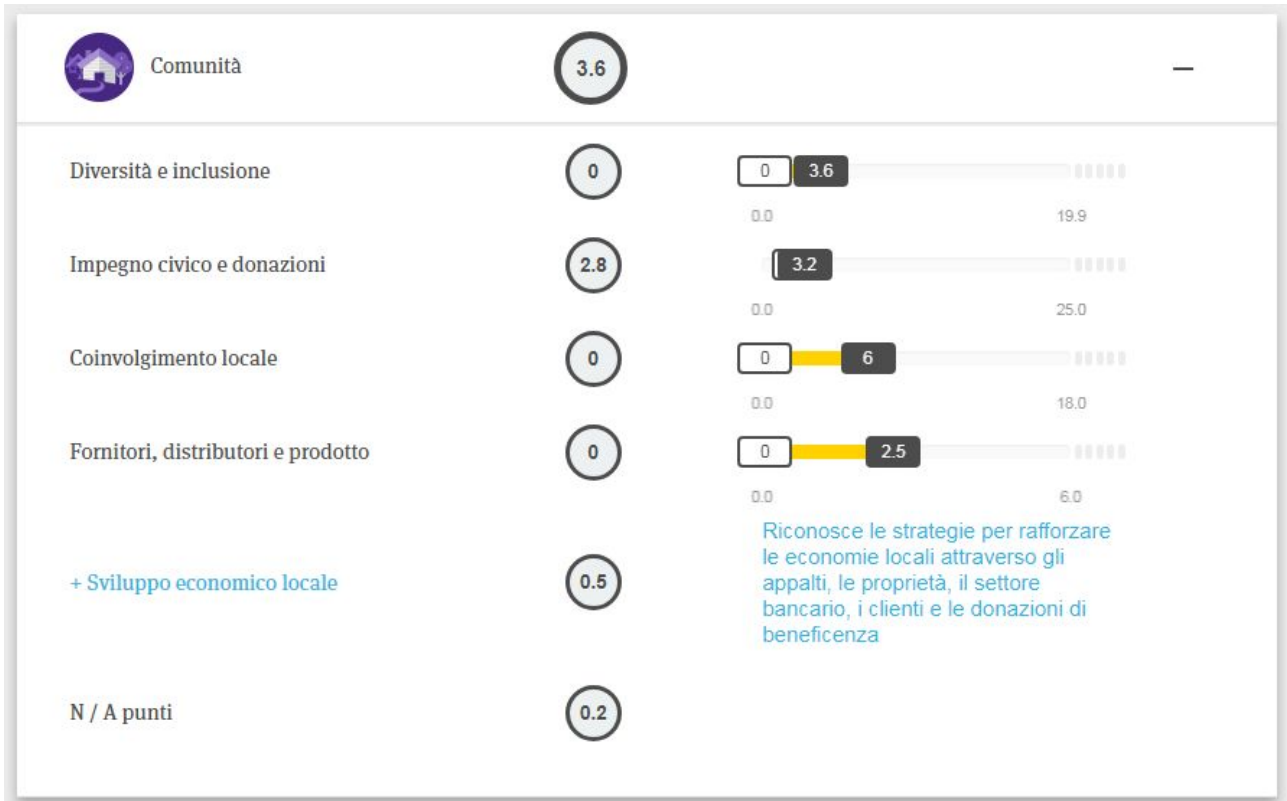 Comunità 3.6
Diversità e inclusione 0 0 3.6
0.0 19.9
Impegno civico e donazioni 2.8 3.2
0.0 25.0
Coinvolgimento locale 0 0 6
0.0 18.0
Fornitori, distributori e prodotto 0 0 2.5
0.0 6.0
Riconosce le strategie per rafforzare
le economie locali attraverso gli
+ Sviluppo economico locale 0.5 appalti, le proprietà, il settore
bancario, i clienti e le donazioni di
beneficenza
N / A punti 0.2